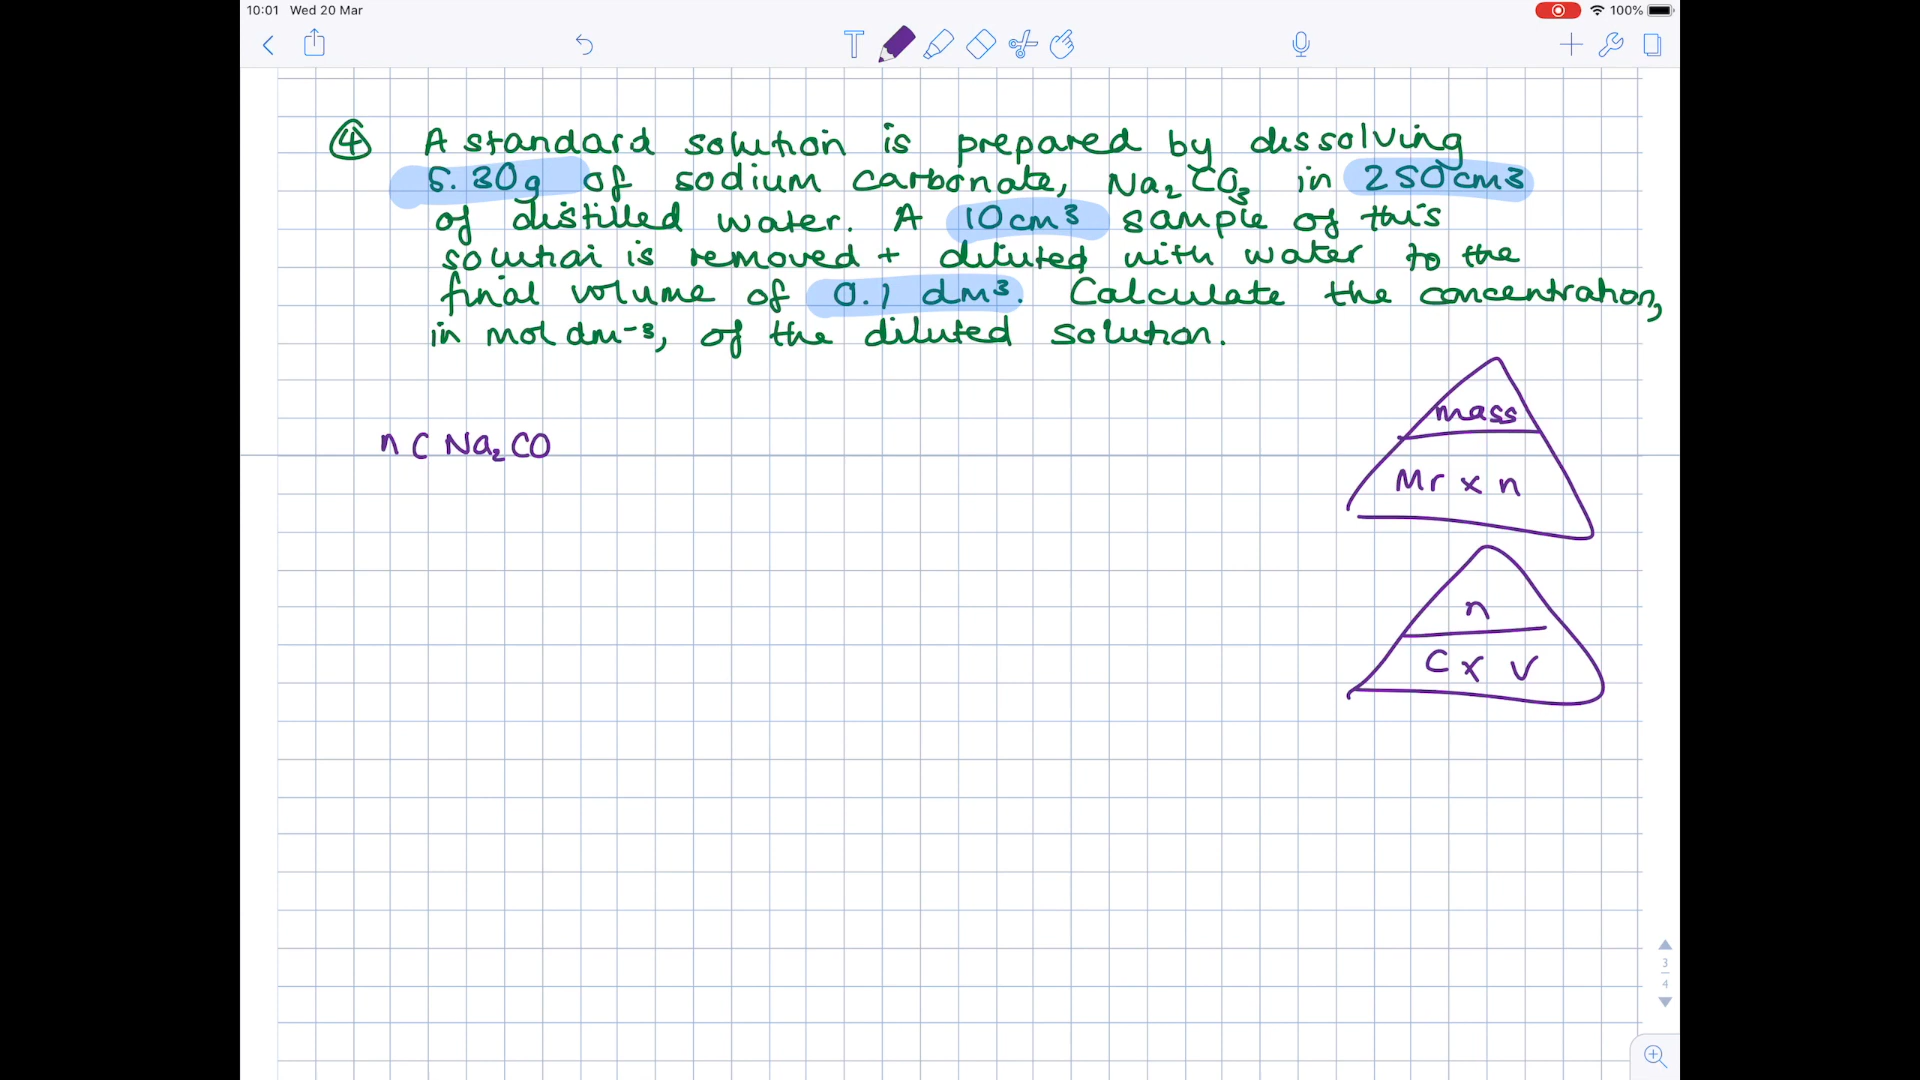 10:01 Wed 20 Mar
100%
T
④ A standard solution is prepared by dissolving
5.30g of sodium carbonate, Na₂CO₃ in 250cm3
of distilled water. A 10cm³ sample of this
solution is removed + diluted with water to the
final volume of 0.1 dm³. Calculate the concentration,
in mol dm-3, of the diluted solution.
mass
n ( Na₂CO
Mr x n
n
C x V
3
4